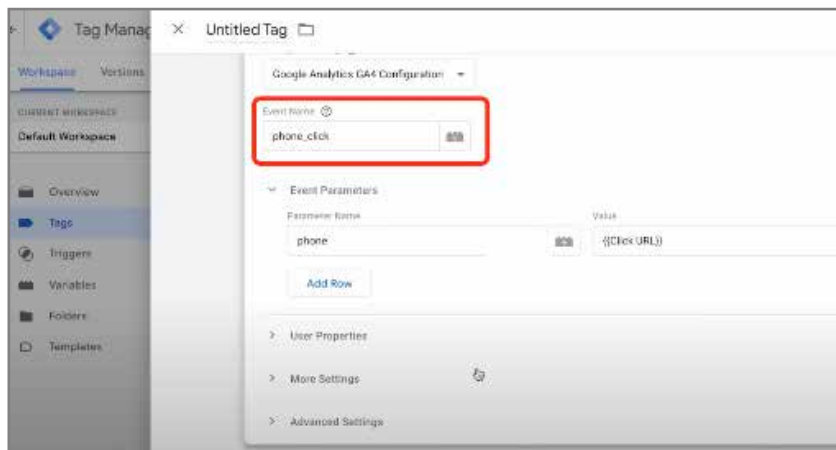 Tag Manag
Untitled Tag
Workspace Versions
Google Analytics GA4 Configuration
CURRENT WORKSPACE
Default Workspace
Event Name
phone_click
Overview
Tags
Triggers
Variables
Folders
Templates
Event Parameters
Parameter Name Value
phone {{Click URL}}
Add Row
User Properties
More Settings
Advanced Settings